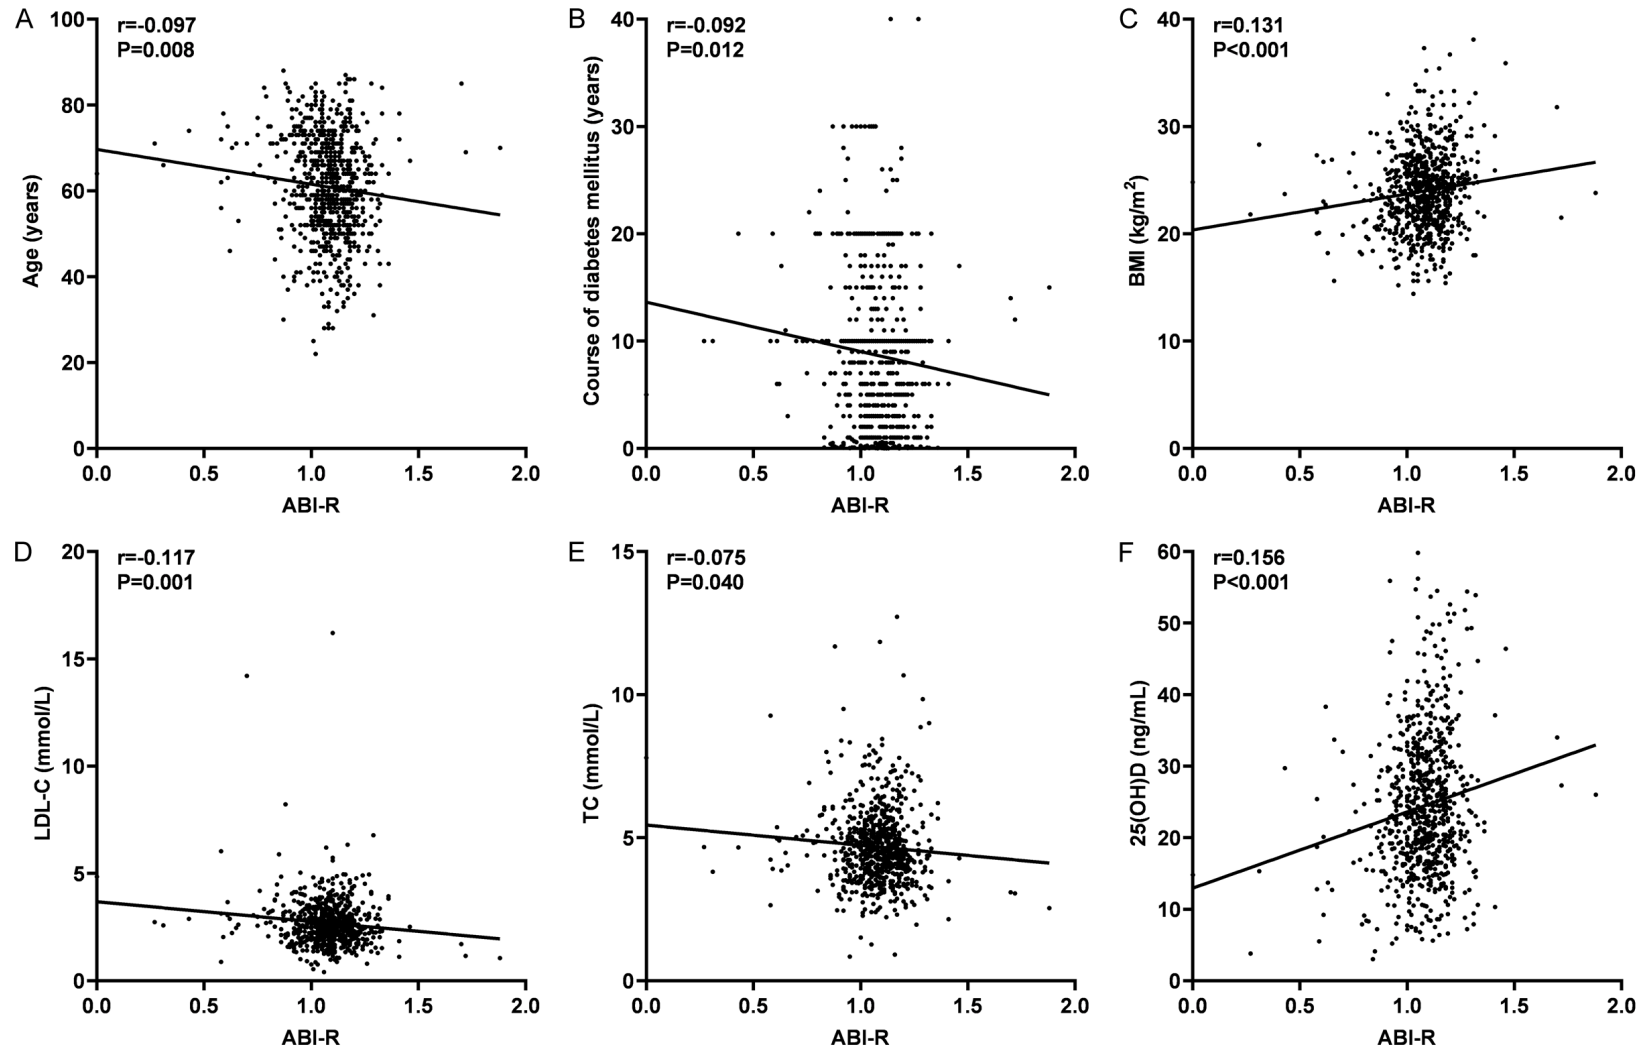 A
r=-0.097
P=0.008
Age (years)
100
80
60
40
20
0
0.0 0.5 1.0 1.5 2.0
ABI-R
B
r=-0.092
P=0.012
Course of diabetes mellitus (years)
40
30
20
10
0
0.0 0.5 1.0 1.5 2.0
ABI-R
C
r=0.131
P<0.001
BMI (kg/m²)
40
30
20
10
0
0.0 0.5 1.0 1.5 2.0
ABI-R
D
r=-0.117
P=0.001
LDL-C (mmol/L)
20
15
10
5
0
0.0 0.5 1.0 1.5 2.0
ABI-R
E
r=-0.075
P=0.040
TC (mmol/L)
15
10
5
0
0.0 0.5 1.0 1.5 2.0
ABI-R
F
r=0.156
P<0.001
25(OH)D (ng/mL)
60
50
40
30
20
10
0
0.0 0.5 1.0 1.5 2.0
ABI-R